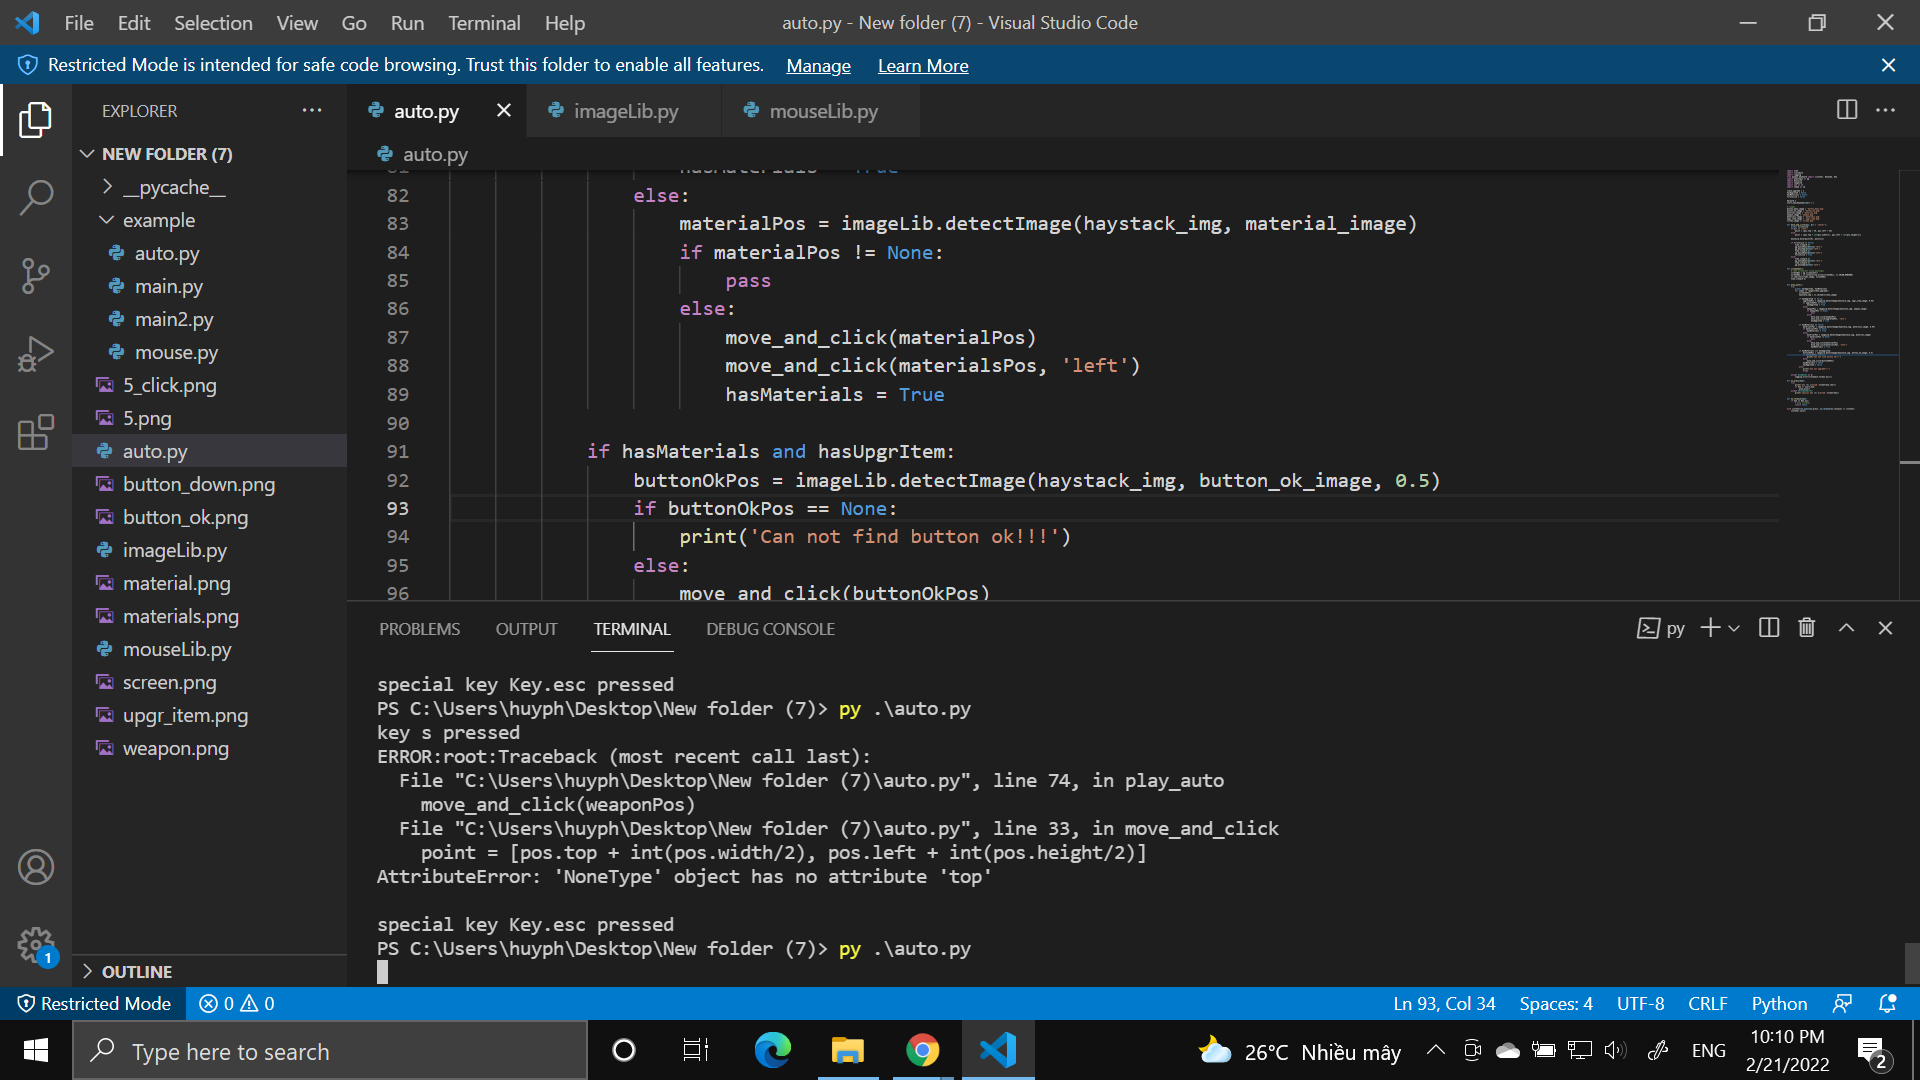 File Edit Selection View Go Run Terminal Help
auto.py - New folder (7) - Visual Studio Code
Restricted Mode is intended for safe code browsing. Trust this folder to enable all features. Manage Learn More
EXPLORER
NEW FOLDER (7)
__pycache__
example
auto.py
main.py
main2.py
mouse.py
5_click.png
5.png
auto.py
button_down.png
button_ok.png
imageLib.py
material.png
materials.png
mouseLib.py
screen.png
upgr_item.png
weapon.png
OUTLINE
auto.py imageLib.py mouseLib.py
auto.py
81 hasMaterials = True
82 else:
83 materialPos = imageLib.detectImage(haystack_img, material_image)
84 if materialPos != None:
85 pass
86 else:
87 move_and_click(materialPos)
88 move_and_click(materialsPos, 'left')
89 hasMaterials = True
90
91 if hasMaterials and hasUpgrItem:
92 buttonOkPos = imageLib.detectImage(haystack_img, button_ok_image, 0.5)
93 if buttonOkPos == None:
94 print('Can not find button ok!!!')
95 else:
96 move_and_click(buttonOkPos)
PROBLEMS OUTPUT TERMINAL DEBUG CONSOLE
py
special key Key.esc pressed
PS C:\Users\huyph\Desktop\New folder (7)> py .\auto.py
key s pressed
ERROR:root:Traceback (most recent call last):
File "C:\Users\huyph\Desktop\New folder (7)\auto.py", line 74, in play_auto
move_and_click(weaponPos)
File "C:\Users\huyph\Desktop\New folder (7)\auto.py", line 33, in move_and_click
point = [pos.top + int(pos.width/2), pos.left + int(pos.height/2)]
AttributeError: 'NoneType' object has no attribute 'top'
special key Key.esc pressed
PS C:\Users\huyph\Desktop\New folder (7)> py .\auto.py
1
Restricted Mode 0 0
Ln 93, Col 34 Spaces: 4 UTF-8 CRLF Python
Type here to search
26°C Nhiều mây
ENG
10:10 PM
2/21/2022
2